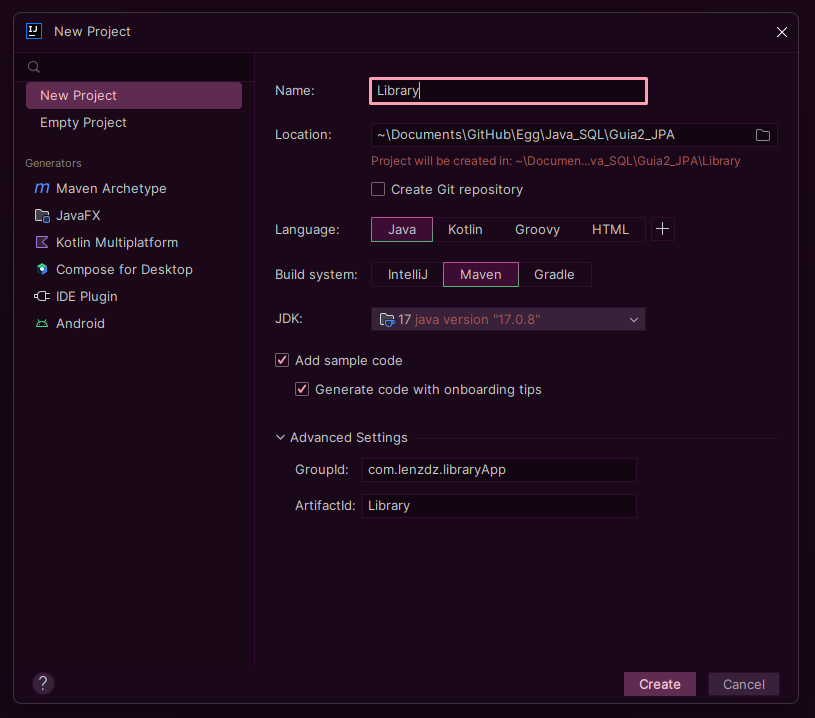 IJ New Project
New Project
Empty Project
Generators
m Maven Archetype
JavaFX
Kotlin Multiplatform
Compose for Desktop
IDE Plugin
Android
Name: Library
Location: ~\Documents\GitHub\Egg\Java_SQL\Guia2_JPA
Project will be created in: ~\Documen...va_SQL\Guia2_JPA\Library
Create Git repository
Language: Java Kotlin Groovy HTML +
Build system: IntelliJ Maven Gradle
JDK: 17 java version "17.0.8"
Add sample code
Generate code with onboarding tips
Advanced Settings
GroupId: com.lenzdz.libraryApp
ArtifactId: Library
? Create Cancel